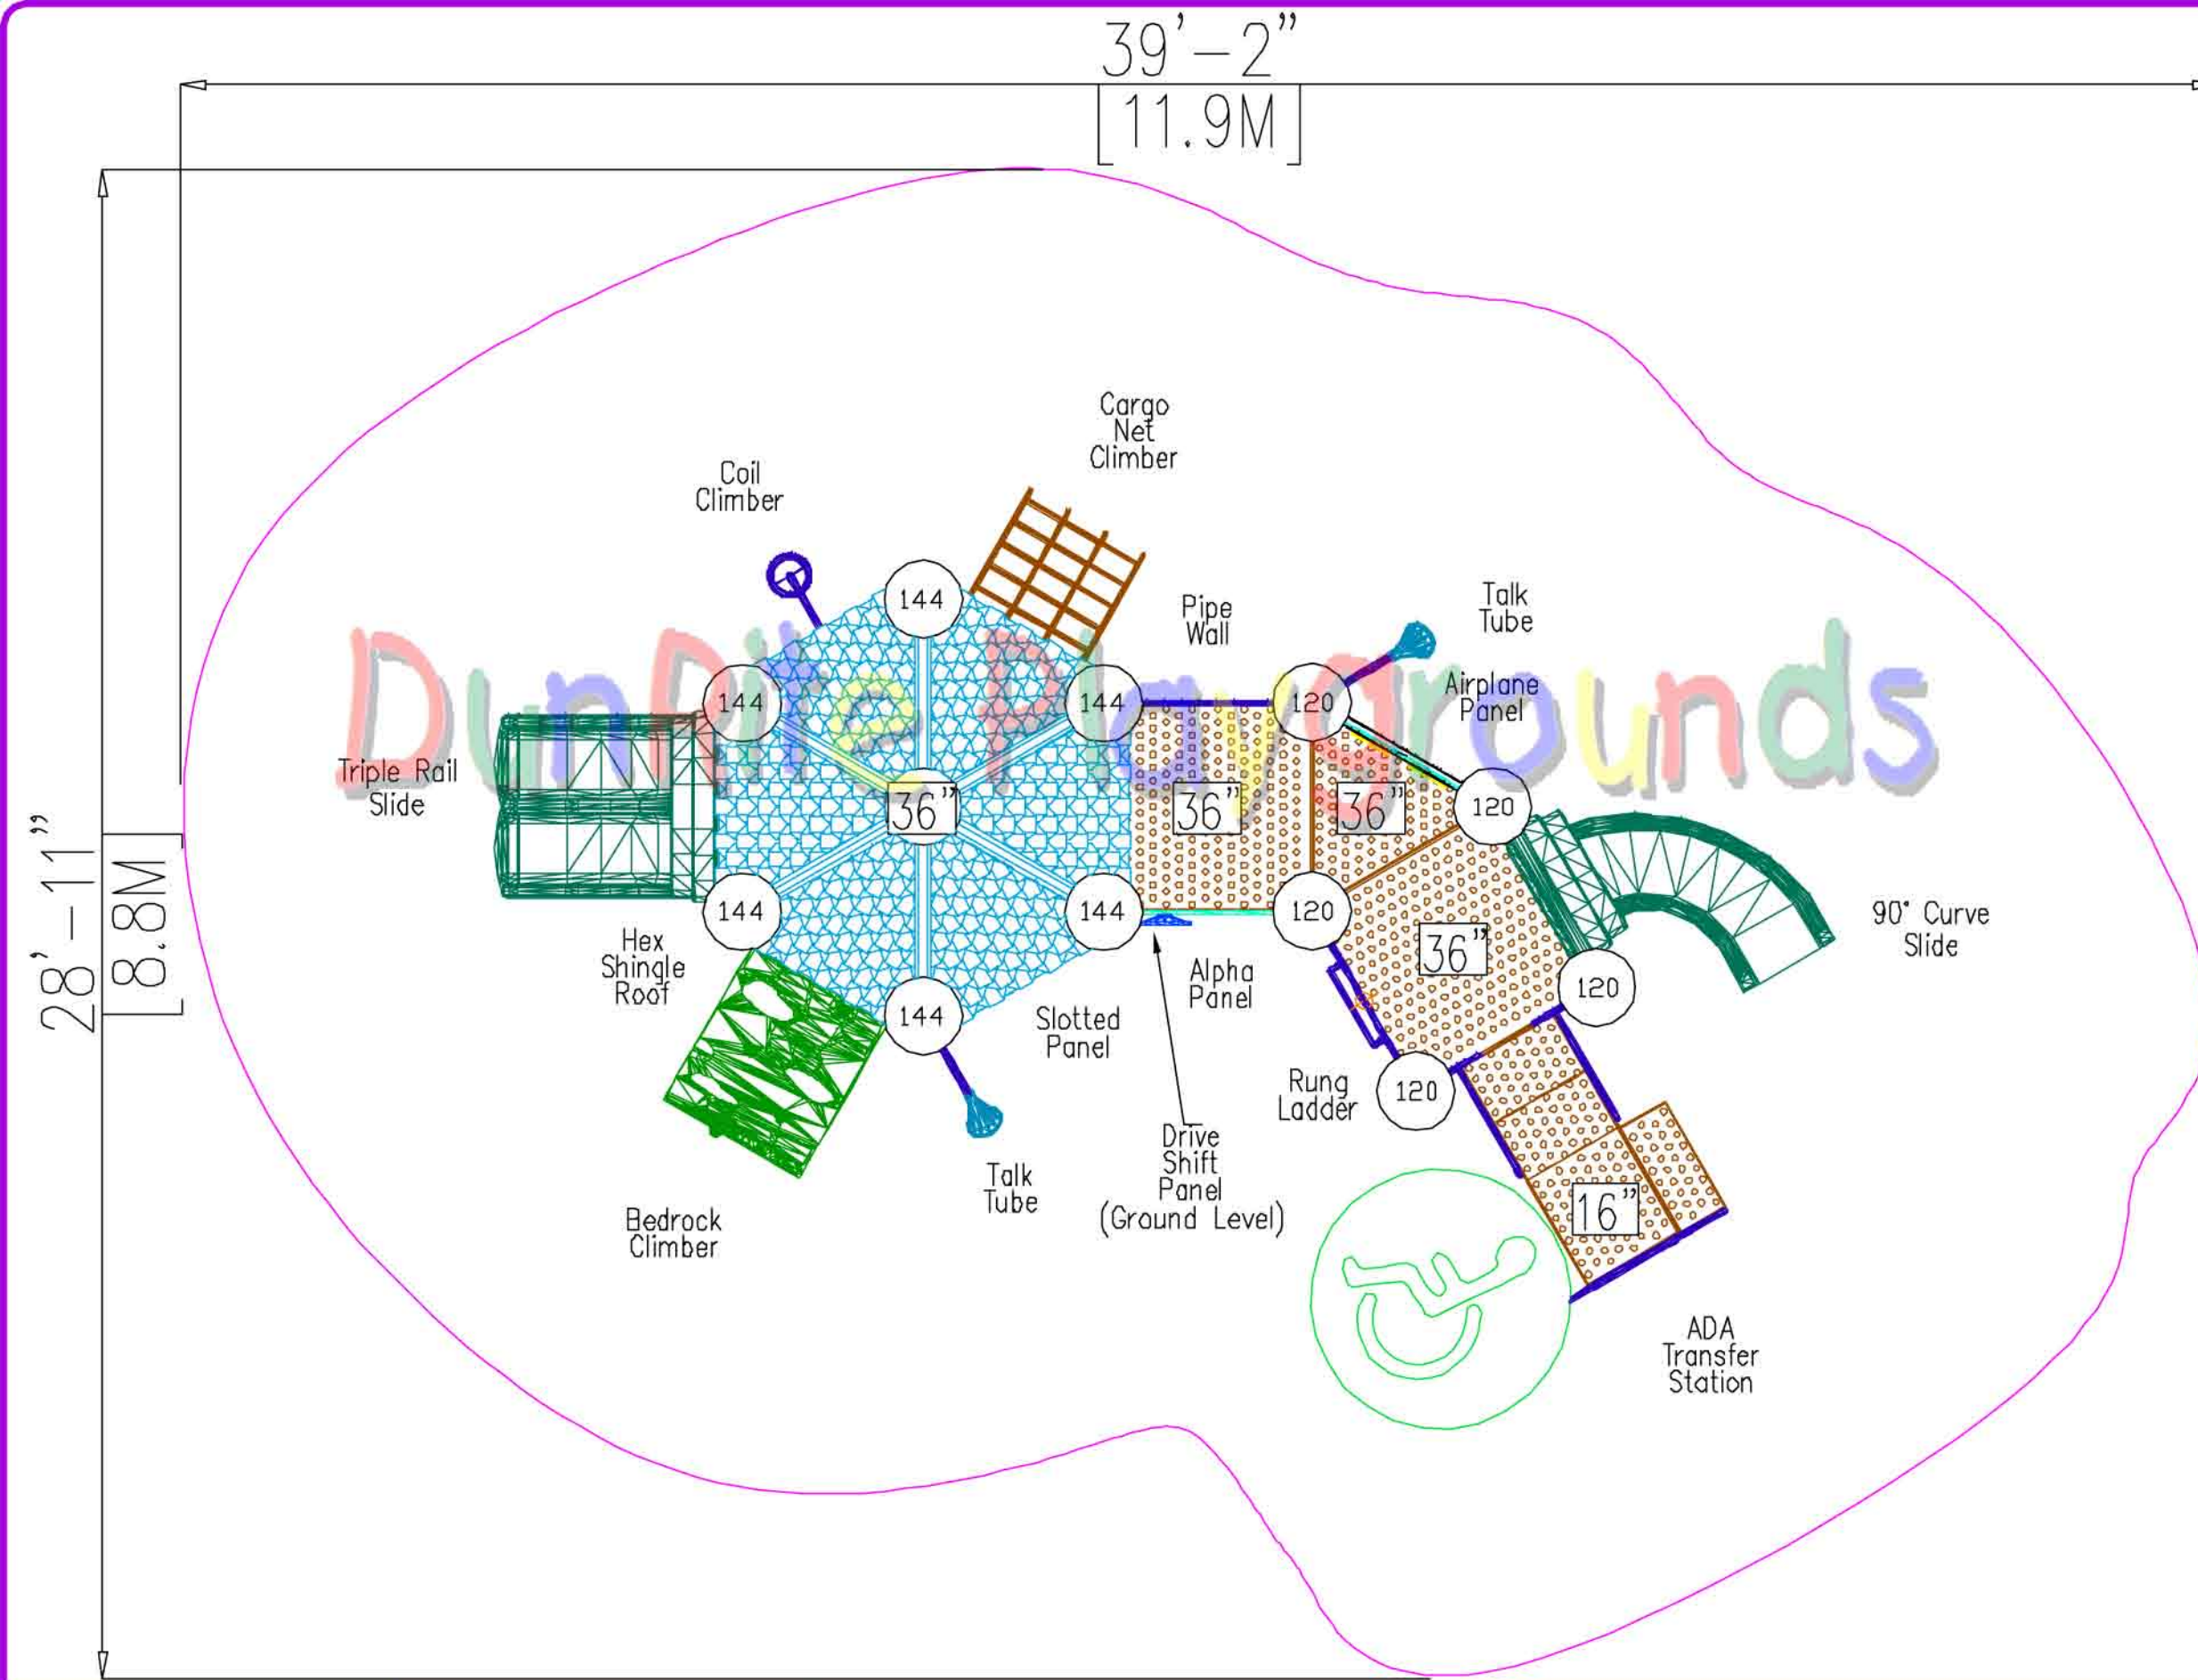 39'-2"
[11.9M]
28'-11"
[8.8M]
Cargo
Net
Climber
Coil
Climber
144
Pipe
Wall
Talk
Tube
Airplane
Panel
144
144
120
DunRite Playgrounds
Triple Rail
Slide
36"
36"
36"
120
144
144
120
90° Curve
Slide
Hex
Shingle
Roof
36"
Alpha
Panel
120
144
Slotted
Panel
Rung
Ladder
120
Drive
Shift
Panel
(Ground Level)
Talk
Tube
16"
Bedrock
Climber
ADA
Transfer
Station